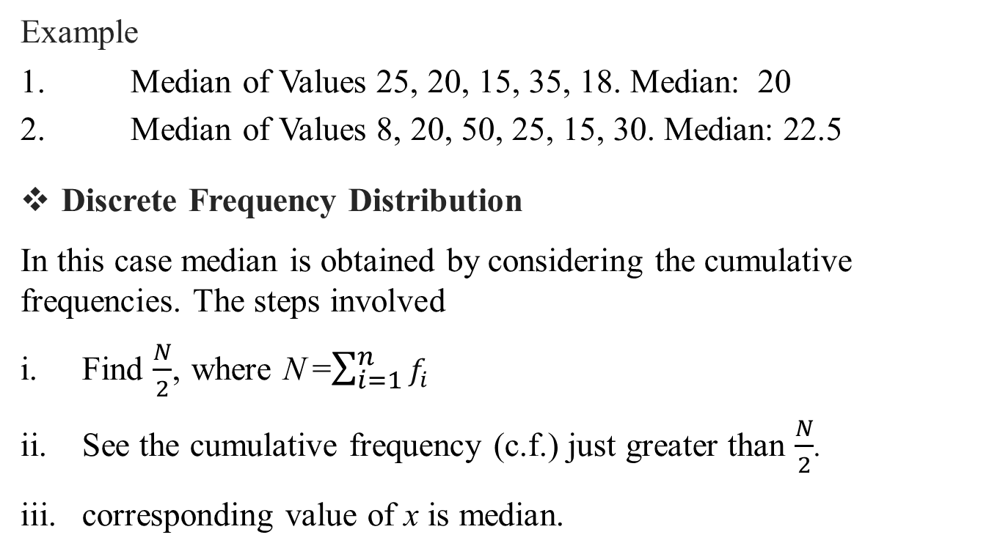 Example
1. Median of Values 25, 20, 15, 35, 18. Median: 20
2. Median of Values 8, 20, 50, 25, 15, 30. Median: 22.5
❖ Discrete Frequency Distribution
In this case median is obtained by considering the cumulative
frequencies. The steps involved
i. Find \frac{N}{2}, where N=\sum_{i=1}^{n} f_i
ii. See the cumulative frequency (c.f.) just greater than \frac{N}{2}.
iii. corresponding value of x is median.